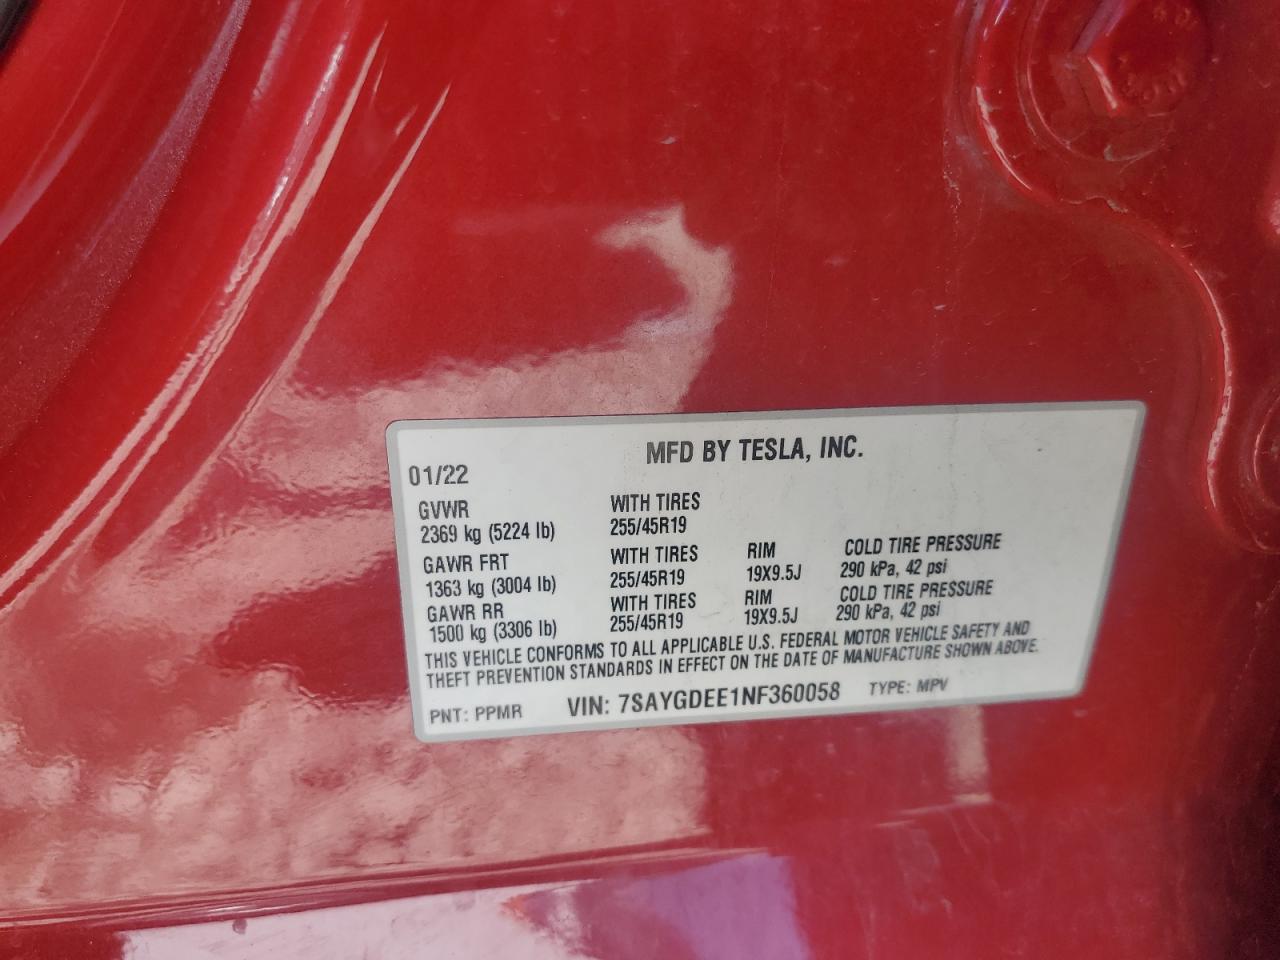 MFD BY TESLA, INC.
01/22
GVWR WITH TIRES
2369 kg (5224 lb) 255/45R19
GAWR FRT WITH TIRES RIM COLD TIRE PRESSURE
1363 kg (3004 lb) 255/45R19 19X9.5J 290 kPa, 42 psi
GAWR RR WITH TIRES RIM COLD TIRE PRESSURE
1500 kg (3306 lb) 255/45R19 19X9.5J 290 kPa, 42 psi
THIS VEHICLE CONFORMS TO ALL APPLICABLE U.S. FEDERAL MOTOR VEHICLE SAFETY AND
THEFT PREVENTION STANDARDS IN EFFECT ON THE DATE OF MANUFACTURE SHOWN ABOVE.
PNT: PPMR VIN: 7SAYGDEE1NF360058 TYPE: MPV